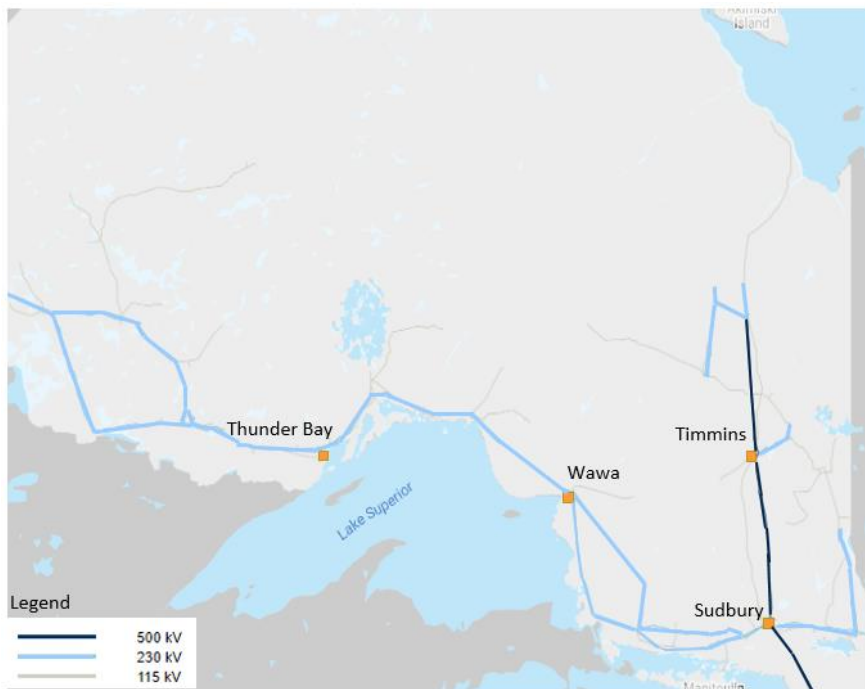 Akimiski
Island
Thunder Bay
Timmins
Wawa
Lake Superior
Legend
Sudbury
500 kV
230 kV
115 kV